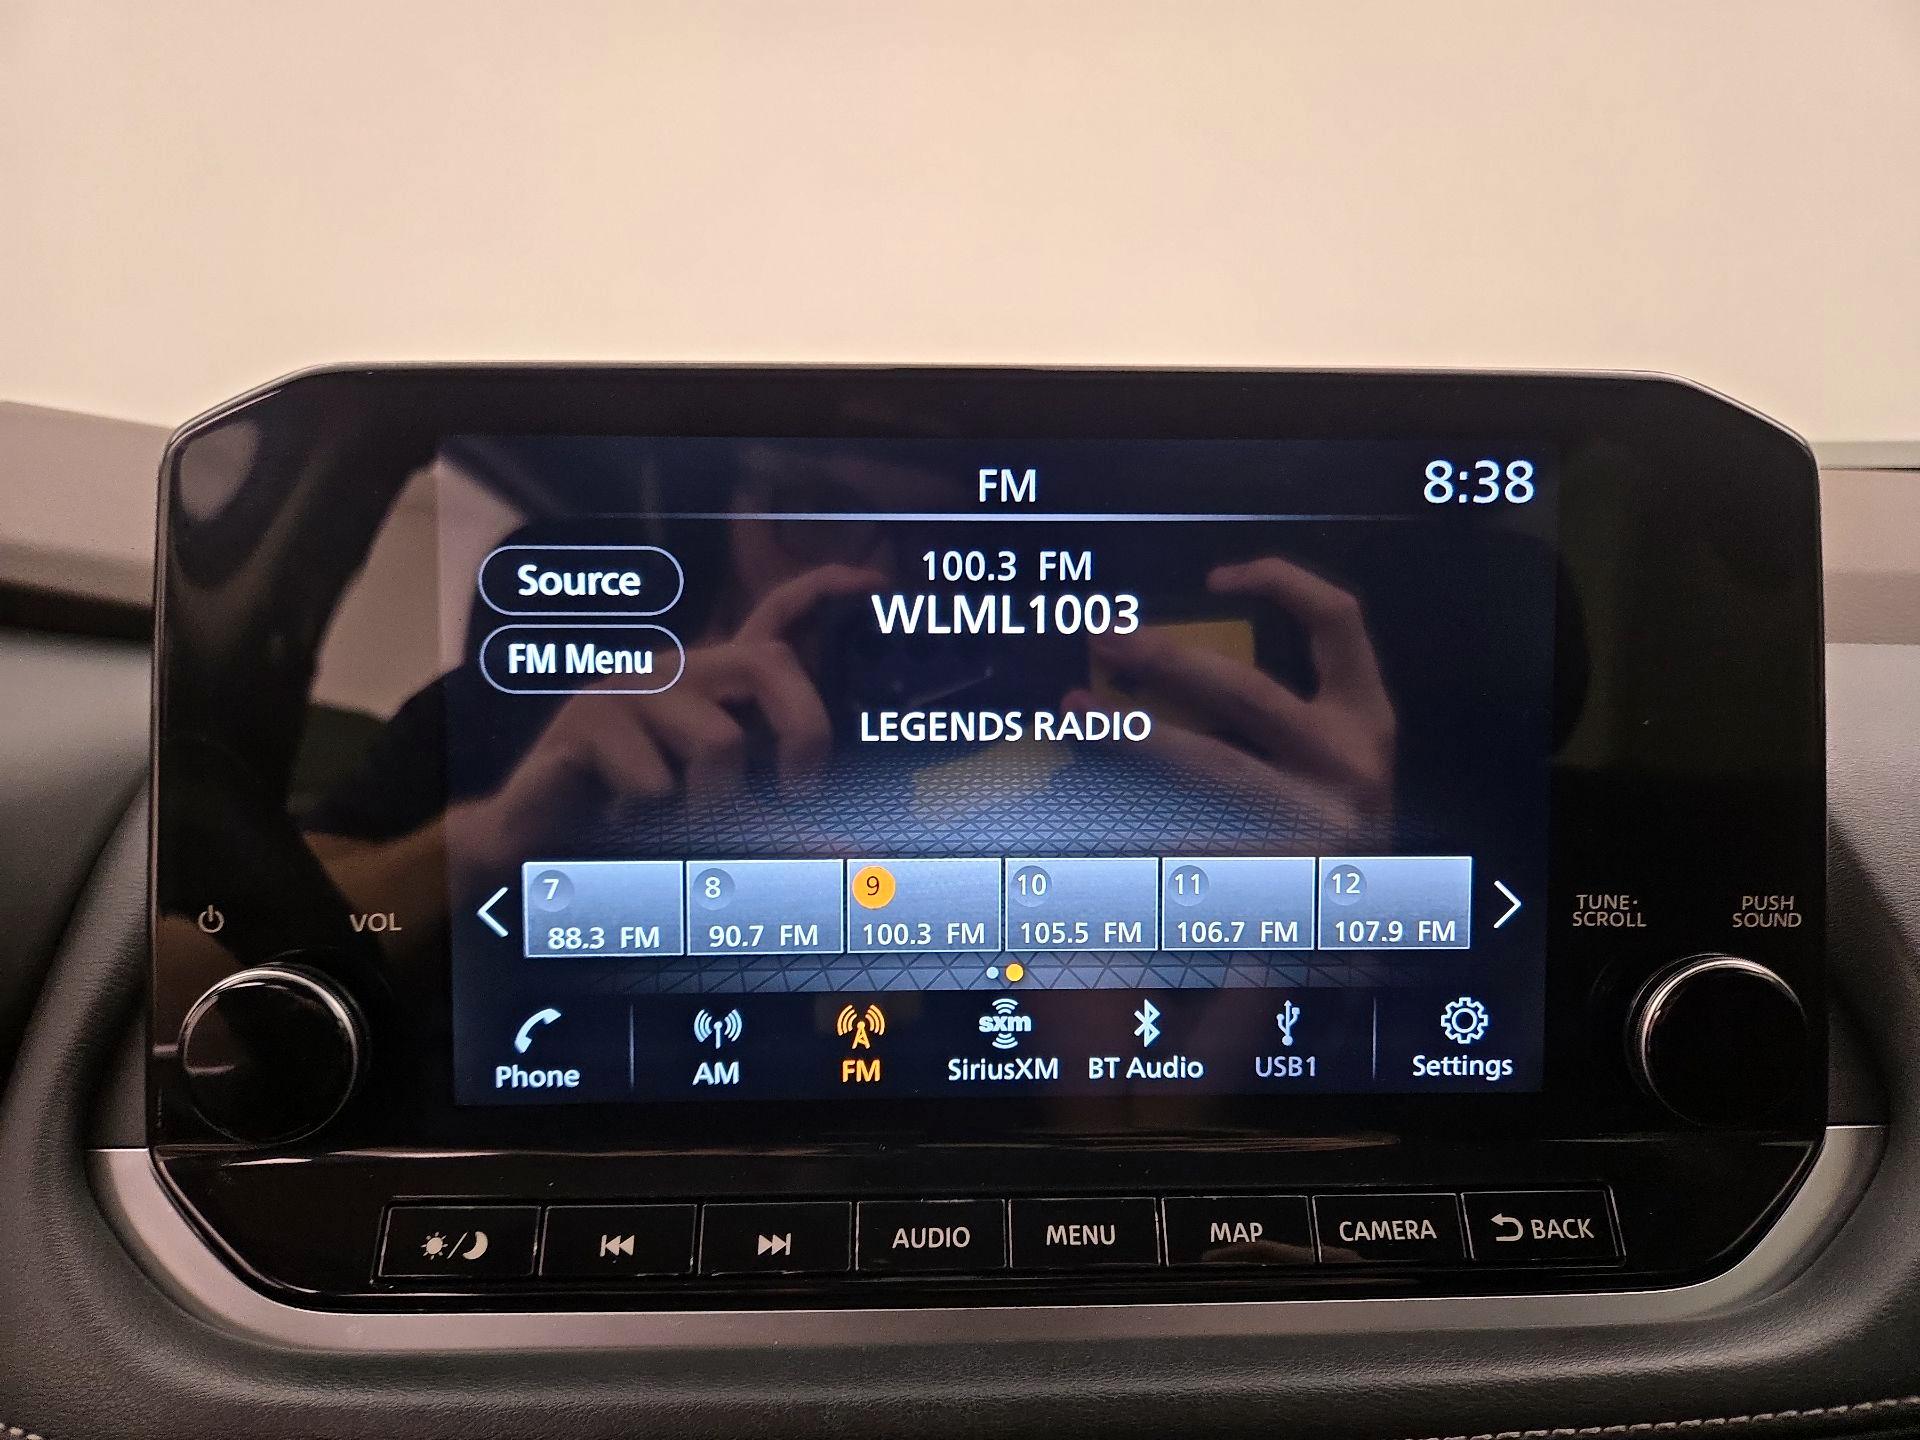 FM
8:38
Source
100.3 FM
WLML1003
FM Menu
LEGENDS RADIO
7
8
9
10
11
12
88.3 FM
90.7 FM
100.3 FM
105.5 FM
106.7 FM
107.9 FM
VOL
TUNE·
SCROLL
PUSH
SOUND
sxm
Phone
AM
FM
SiriusXM
BT Audio
USB1
Settings
AUDIO
MENU
MAP
CAMERA
BACK